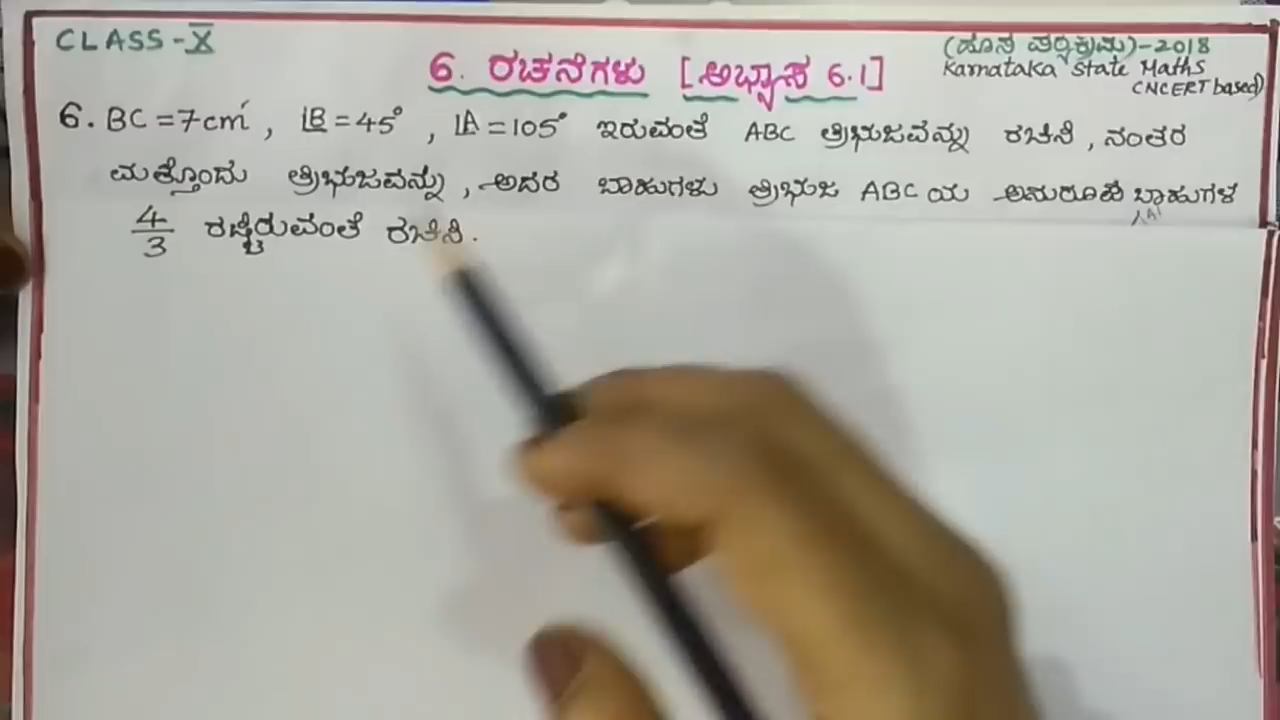 CLASS-X
6. ರಚನೆಗಳು [ಅಭ್ಯಾಸ 6.1]
(ಹೊಸ ಪಠ್ಯಕ್ರಮ)-2018
Karnataka State Maths
CNCERT based)
6. BC = 7cm, ∠B = 45°, ∠A = 105° ಇರುವಂತೆ ABC ತ್ರಿಭುಜವನ್ನು ರಚಿಸಿ, ನಂತರ
ಮತ್ತೊಂದು ತ್ರಿಭುಜವನ್ನು, ಅದರ ಬಾಹುಗಳು ತ್ರಿಭುಜ ABC ಯ ಅನುರೂಪ ಬಾಹುಗಳ
4/3 ರಷ್ಟಿರುವಂತೆ ರಚಿಸಿ.